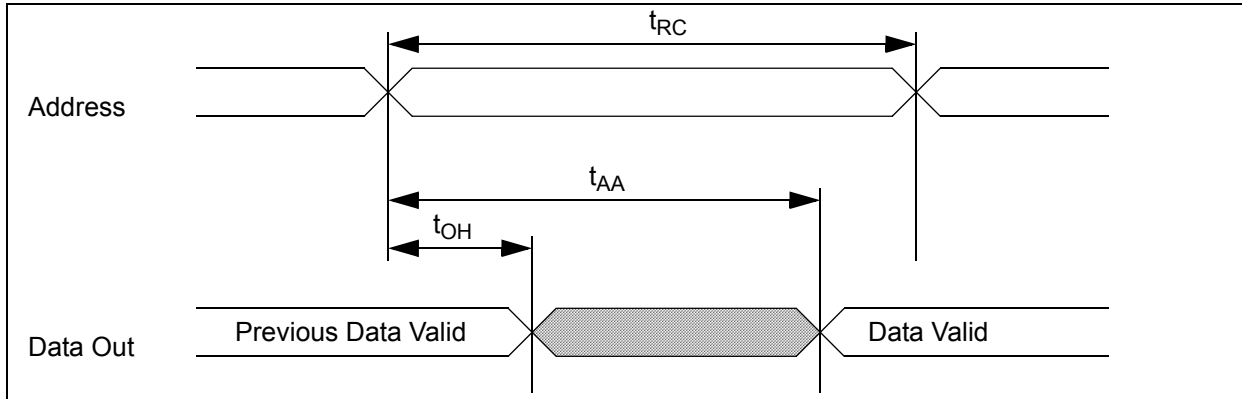 tRC
Address
tAA
tOH
Previous Data Valid
Data Valid
Data Out